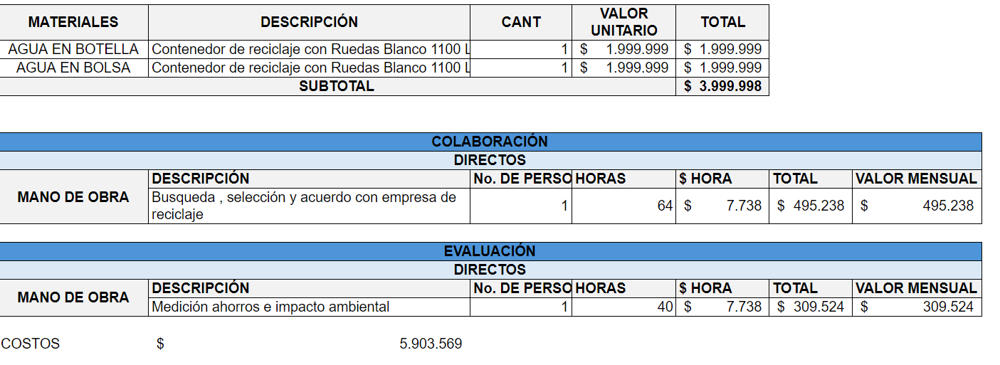 MATERIALES DESCRIPCIÓN CANT VALOR UNITARIO TOTAL
AGUA EN BOTELLA Contenedor de reciclaje con Ruedas Blanco 1100 L 1 $ 1.999.999 $ 1.999.999
AGUA EN BOLSA Contenedor de reciclaje con Ruedas Blanco 1100 L 1 $ 1.999.999 $ 1.999.999
SUBTOTAL $ 3.999.998
COLABORACIÓN
DIRECTOS
MANO DE OBRA DESCRIPCIÓN No. DE PERSO HORAS $ HORA TOTAL VALOR MENSUAL
Busqueda , selección y acuerdo con empresa de
reciclaje 1 64 $ 7.738 $ 495.238 $ 495.238
EVALUACIÓN
DIRECTOS
MANO DE OBRA DESCRIPCIÓN No. DE PERSO HORAS $ HORA TOTAL VALOR MENSUAL
Medición ahorros e impacto ambiental 1 40 $ 7.738 $ 309.524 $ 309.524
COSTOS $ 5.903.569